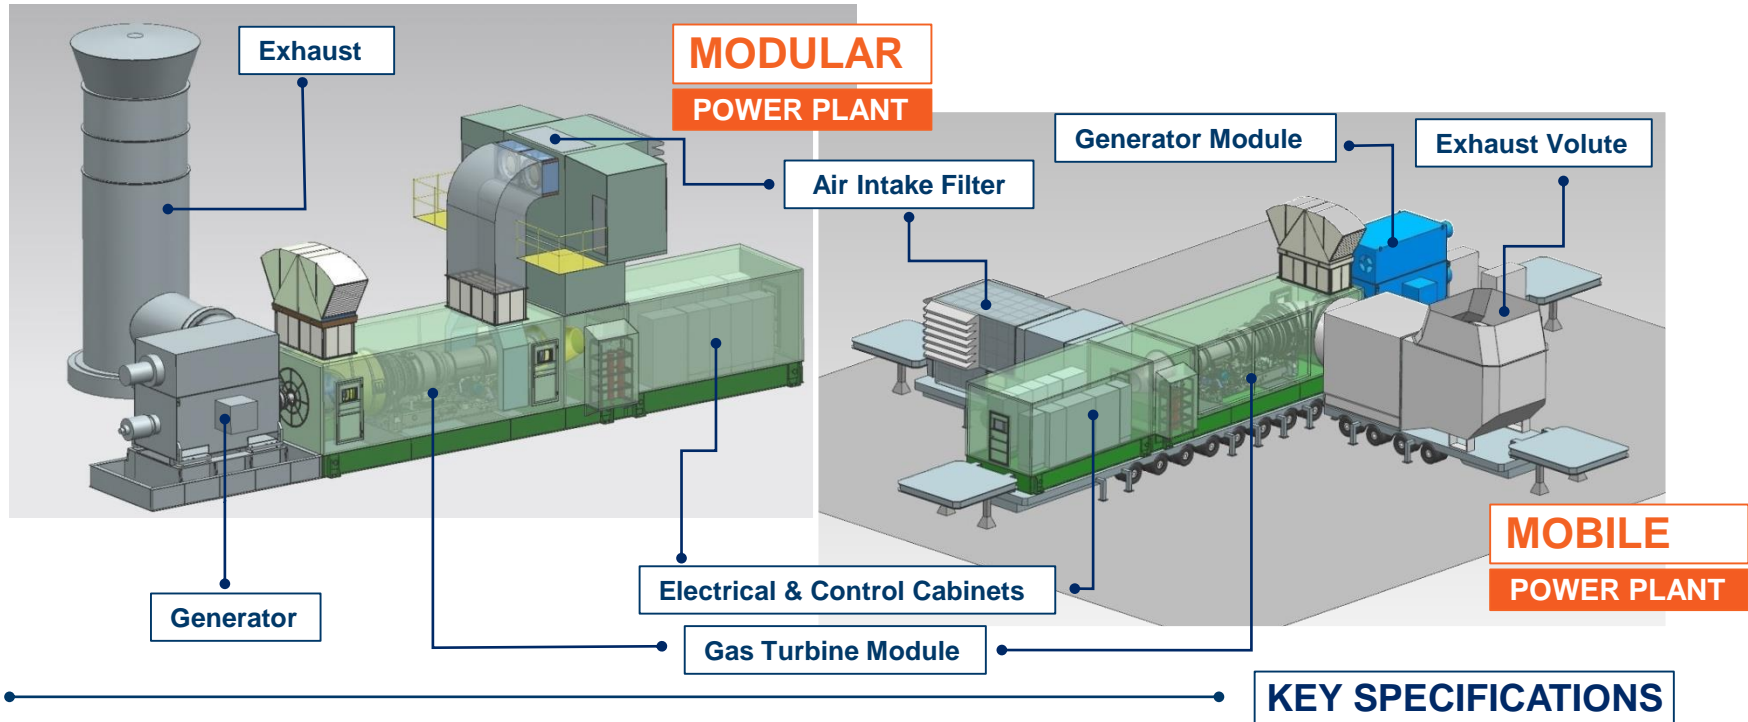 Exhaust
MODULAR
POWER PLANT
Generator Module
Exhaust Volute
Air Intake Filter
MOBILE
POWER PLANT
Electrical & Control Cabinets
Generator
Gas Turbine Module
KEY SPECIFICATIONS